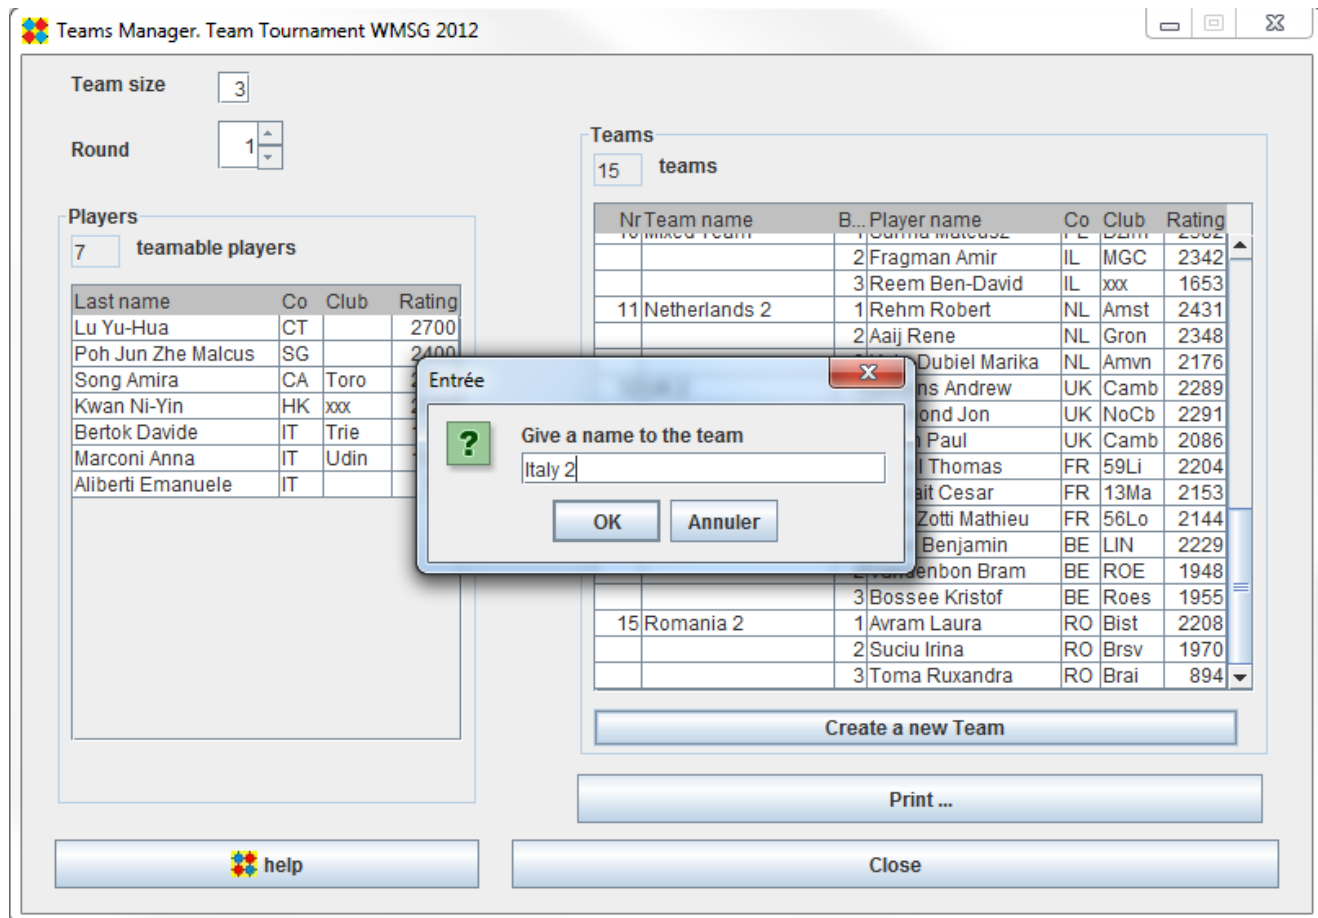 Teams Manager. Team Tournament WMSG 2012
Team size 3
Round 1
Players
7 teamable players
Last name Co Club Rating
Lu Yu-Hua CT 2700
Poh Jun Zhe Malcus SG 2400
Song Amira CA Toro
Kwan Ni-Yin HK xxx
Bertok Davide IT Trie
Marconi Anna IT Udin
Aliberti Emanuele IT
Teams
15 teams
Nr Team name B... Player name Co Club Rating
2 Fragman Amir IL MGC 2342
3 Reem Ben-David IL xxx 1653
11 Netherlands 2 1 Rehm Robert NL Amst 2431
2 Aaij Rene NL Gron 2348
Dubiel Marika NL Amvn 2176
Andrew UK Camb 2289
Jon UK NoCb 2291
Paul UK Camb 2086
Thomas FR 59Li 2204
Cesar FR 13Ma 2153
Zotti Mathieu FR 56Lo 2144
Benjamin BE LIN 2229
Bram BE ROE 1948
3 Bossee Kristof BE Roes 1955
15 Romania 2 1 Avram Laura RO Bist 2208
2 Suciu Irina RO Brsv 1970
3 Toma Ruxandra RO Brai 894
Entrée
Give a name to the team
Italy 2
OK Annuler
Create a new Team
Print ...
help
Close